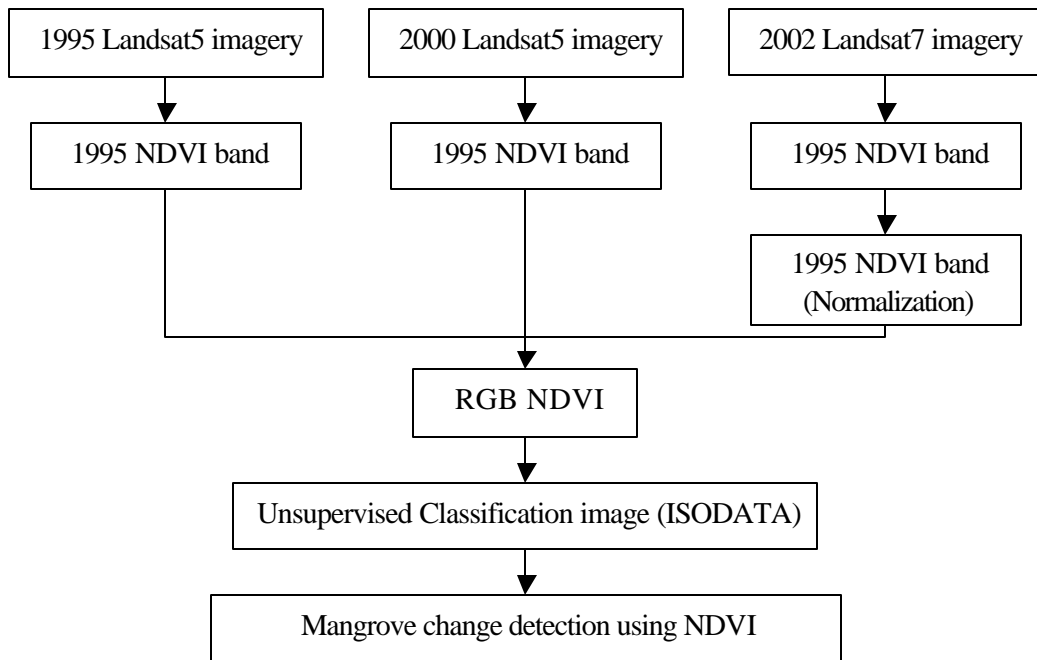 1995 Landsat5 imagery
2000 Landsat5 imagery
2002 Landsat7 imagery
1995 NDVI band
1995 NDVI band
1995 NDVI band
1995 NDVI band
(Normalization)
RGB NDVI
Unsupervised Classification image (ISODATA)
Mangrove change detection using NDVI